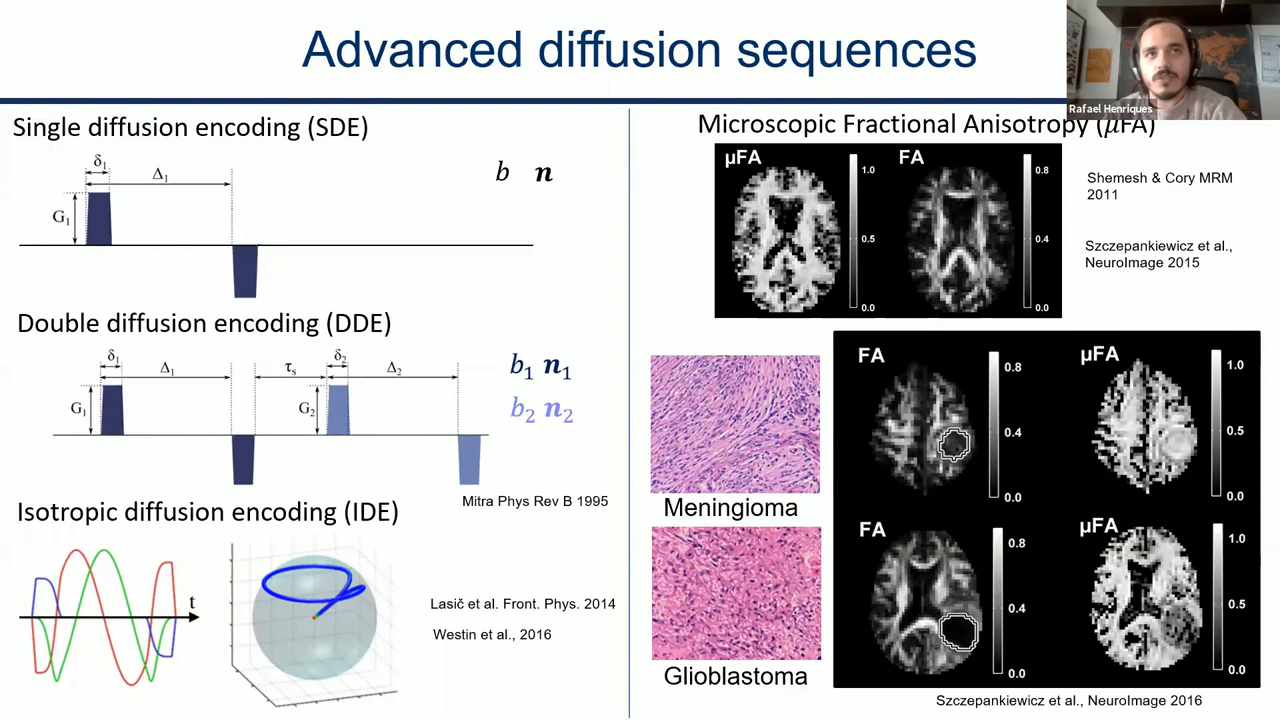 Advanced diffusion sequences
Rafael Henriques
Single diffusion encoding (SDE)
δ₁
Δ₁
G₁
b n
Double diffusion encoding (DDE)
δ₁
Δ₁
τₛ
δ₂
Δ₂
G₁
G₂
b₁ n₁
b₂ n₂
Mitra Phys Rev B 1995
Isotropic diffusion encoding (IDE)
t
Lasič et al. Front. Phys. 2014
Westin et al., 2016
Microscopic Fractional Anisotropy (μFA)
μFA
1.0
0.5
0.0
FA
0.8
0.4
0.0
Shemesh & Cory MRM
2011
Szczepankiewicz et al.,
NeuroImage 2015
Meningioma
FA
0.8
0.4
0.0
μFA
1.0
0.5
0.0
Glioblastoma
FA
0.8
0.4
0.0
μFA
1.0
0.5
0.0
Szczepankiewicz et al., NeuroImage 2016